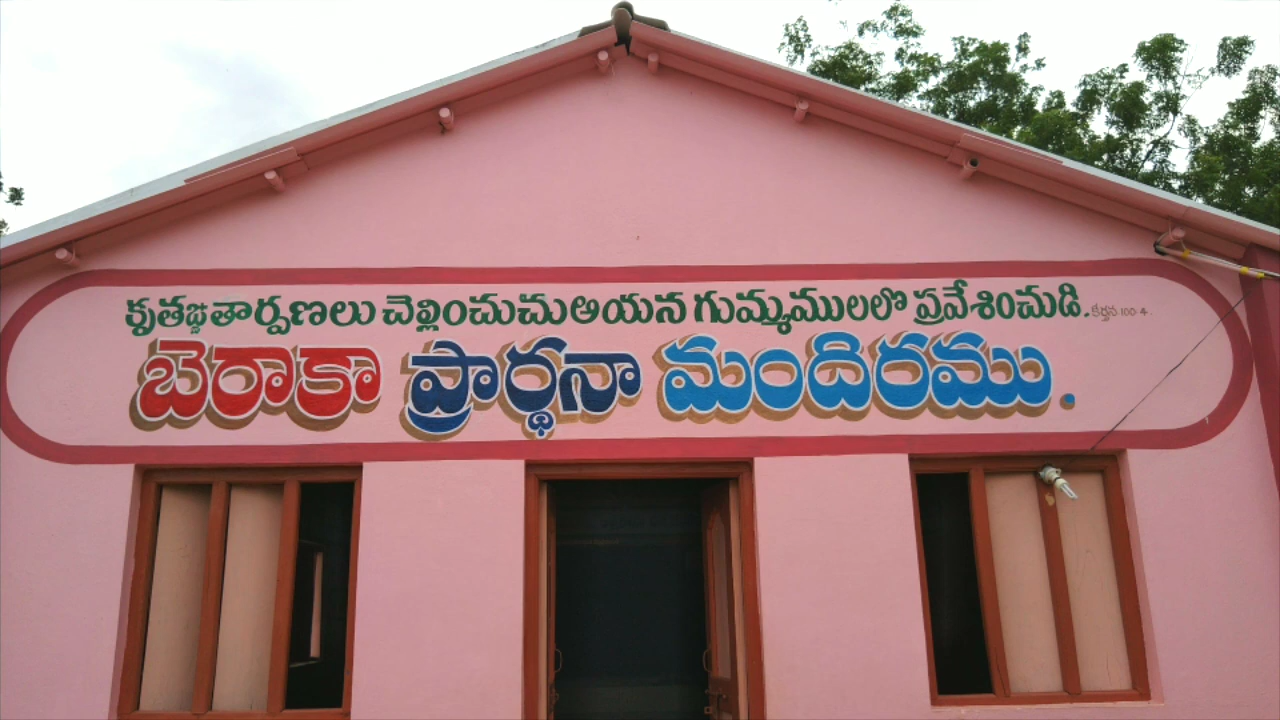 కృతజ్ఞతార్పణలు చెల్లించుచు ఆయన గుమ్మములలో ప్రవేశించుడి. కీర్తన 100-4.
బెరాకా ప్రార్థనా మందిరము.